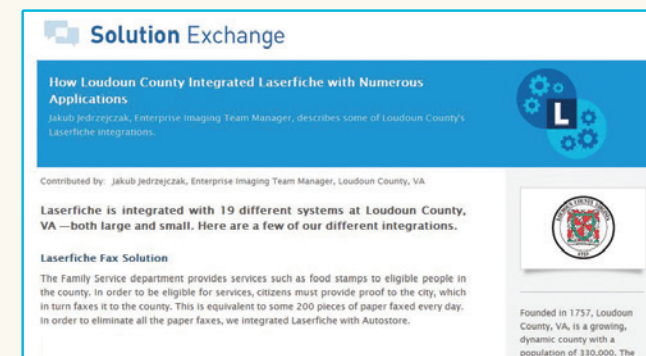 Solution Exchange
How Loudoun County Integrated Laserfiche with Numerous
Applications
Jakub Jedrzejczak, Enterprise Imaging Team Manager, describes some of Loudoun County's
Laserfiche integrations.
L
Contributed by: Jakub Jedrzejczak, Enterprise Imaging Team Manager, Loudoun County, VA
Laserfiche is integrated with 19 different systems at Loudoun County,
VA —both large and small. Here are a few of our different integrations.
Laserfiche Fax Solution
The Family Service department provides services such as food stamps to eligible people in
the county. In order to be eligible for services, citizens must provide proof to the city, which
in turn faxes it to the county. This is equivalent to some 200 pieces of paper faxed every day.
In order to eliminate all the paper faxes, we integrated Laserfiche with Autostore.
LOUDOUN COUNTY VIRGINIA
1757
Founded in 1757, Loudoun
County, VA, is a growing,
dynamic county with a
population of 330,000. The